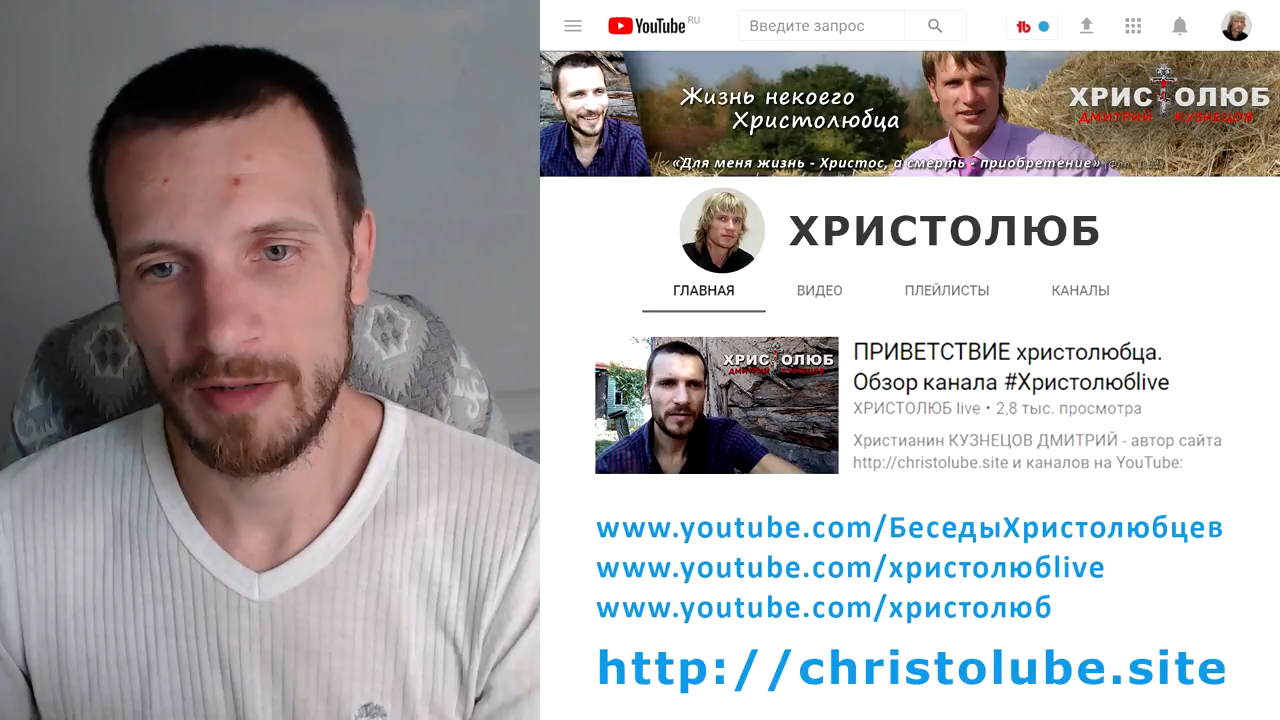 YouTube RU
Введите запрос
Жизнь некоего
Христолюбца
ХРИСТОЛЮБ
ДМИТРИЙ КУЗНЕЦОВ
«Для меня жизнь - Христос, а смерть - приобретение»
ХРИСТОЛЮБ
ГЛАВНАЯ ВИДЕО ПЛЕЙЛИСТЫ КАНАЛЫ
ХРИСТОЛЮБ
ДМИТРИЙ КУЗНЕЦОВ
ПРИВЕТСТВИЕ христолюбца.
Обзор канала #Христолюбlive
ХРИСТОЛЮБ live • 2,8 тыс. просмотра
Христианин КУЗНЕЦОВ ДМИТРИЙ - автор сайта
http://christolube.site и каналов на YouTube:
www.youtube.com/БеседыХристолюбцев
www.youtube.com/христолюбlive
www.youtube.com/христолюб
http://christolube.site